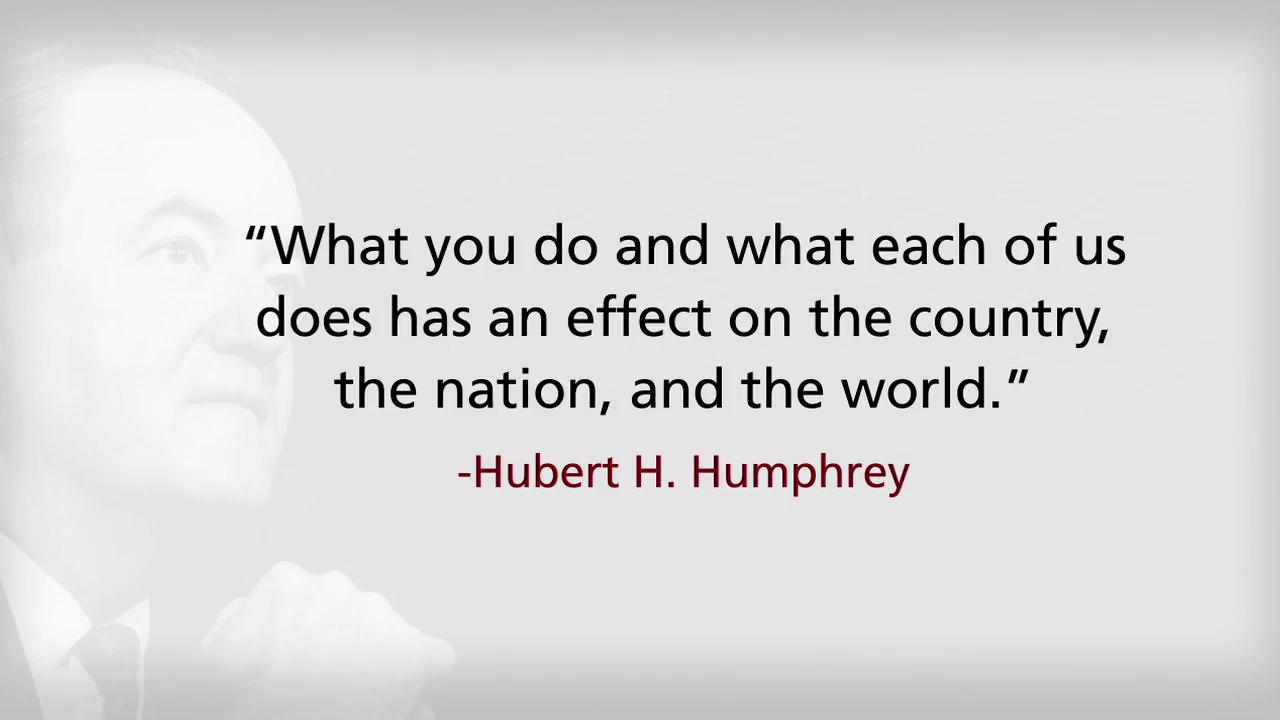 “What you do and what each of us
does has an effect on the country,
the nation, and the world.”
-Hubert H. Humphrey